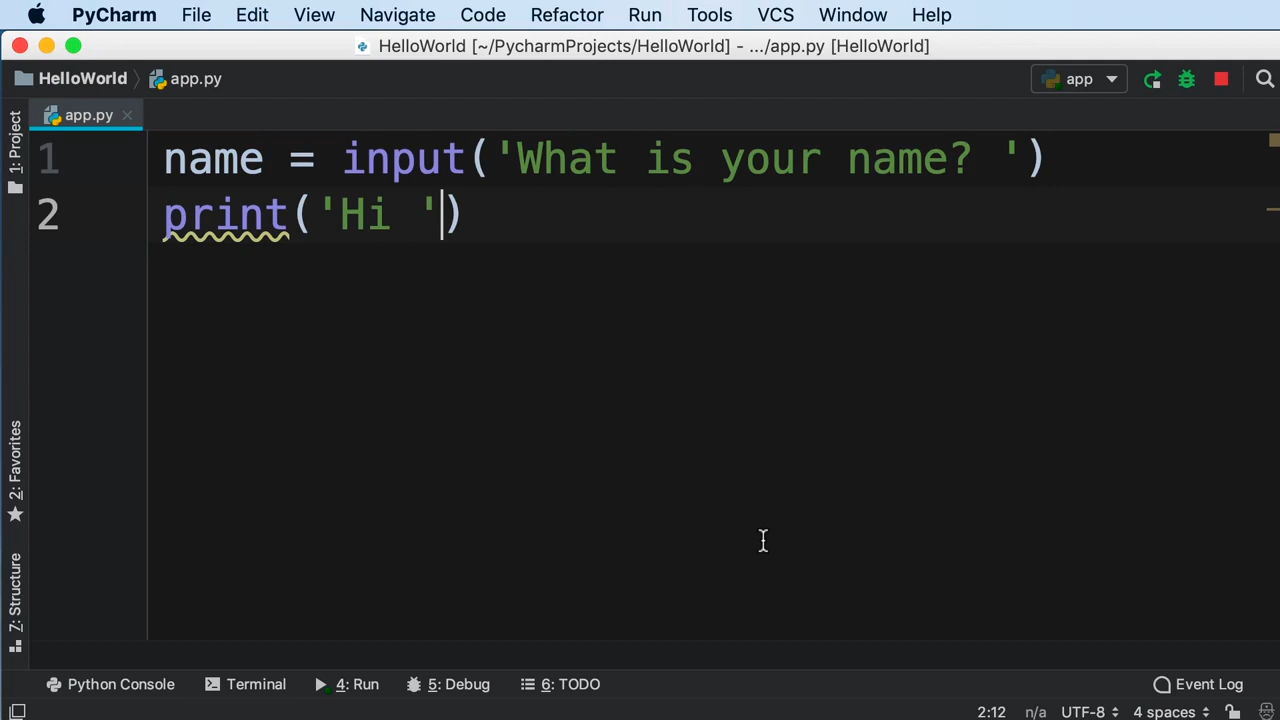 PyCharm File Edit View Navigate Code Refactor Run Tools VCS Window Help
HelloWorld [~/PycharmProjects/HelloWorld] - .../app.py [HelloWorld]
HelloWorld app.py app
app.py
1 name = input('What is your name? ')
2 print('Hi ')
1: Project
2: Favorites
7: Structure
Python Console Terminal 4: Run 5: Debug 6: TODO Event Log
2:12 n/a UTF-8 4 spaces